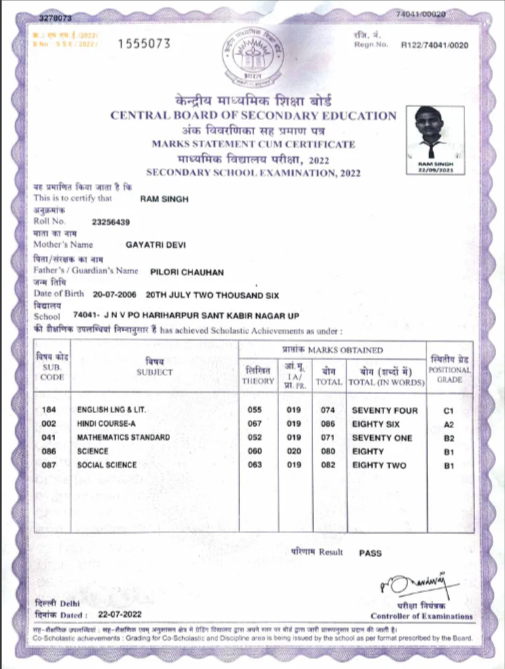 3278073
74041/00020
क्र.: एस एस ई /2022/
S No: S S E / 2022/
1555073
रजि. नं.
Regn No. R122/74041/0020
भारत
केन्द्रीय माध्यमिक शिक्षा बोर्ड
CENTRAL BOARD OF SECONDARY EDUCATION
अंक विवरणिका सह प्रमाण पत्र
MARKS STATEMENT CUM CERTIFICATE
माध्यमिक विद्यालय परीक्षा, 2022
SECONDARY SCHOOL EXAMINATION, 2022
RAM SINGH
22/09/2021
यह प्रमाणित किया जाता है कि
This is to certify that RAM SINGH
अनुक्रमांक
Roll No. 23256439
माता का नाम
Mother's Name GAYATRI DEVI
पिता/संरक्षक का नाम
Father's / Guardian's Name PILORI CHAUHAN
जन्म तिथि
Date of Birth 20-07-2006 20TH JULY TWO THOUSAND SIX
विद्यालय
School 74041- J N V PO HARIHARPUR SANT KABIR NAGAR UP
की शैक्षणिक उपलब्धियां निम्नानुसार हैं has achieved Scholastic Achievements as under :
विषय कोड SUB. CODE
विषय SUBJECT
प्राप्तांक MARKS OBTAINED
लिखित THEORY
आं.मू. I A/ प्रा. PR.
योग TOTAL
योग (शब्दों में) TOTAL (IN WORDS)
स्थितीय ग्रेड POSITIONAL GRADE
184 ENGLISH LNG & LIT. 055 019 074 SEVENTY FOUR C1
002 HINDI COURSE-A 067 019 086 EIGHTY SIX A2
041 MATHEMATICS STANDARD 052 019 071 SEVENTY ONE B2
086 SCIENCE 060 020 080 EIGHTY B1
087 SOCIAL SCIENCE 063 019 082 EIGHTY TWO B1
परिणाम Result PASS
दिल्ली Delhi
दिनांक Dated : 22-07-2022
परीक्षा नियंत्रक
Controller of Examinations
Co-Scholastic achievements : Grading for Co-Scholastic and Discipline area is being issued by the school as per format prescribed by the Board.